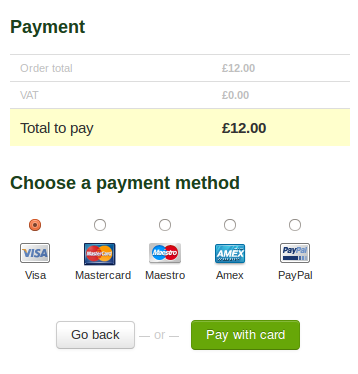 Payment
Order total £12.00
VAT £0.00
Total to pay £12.00
Choose a payment method
VISA MasterCard Maestro AMEX PayPal
Visa Mastercard Maestro Amex PayPal
Go back — or — Pay with card